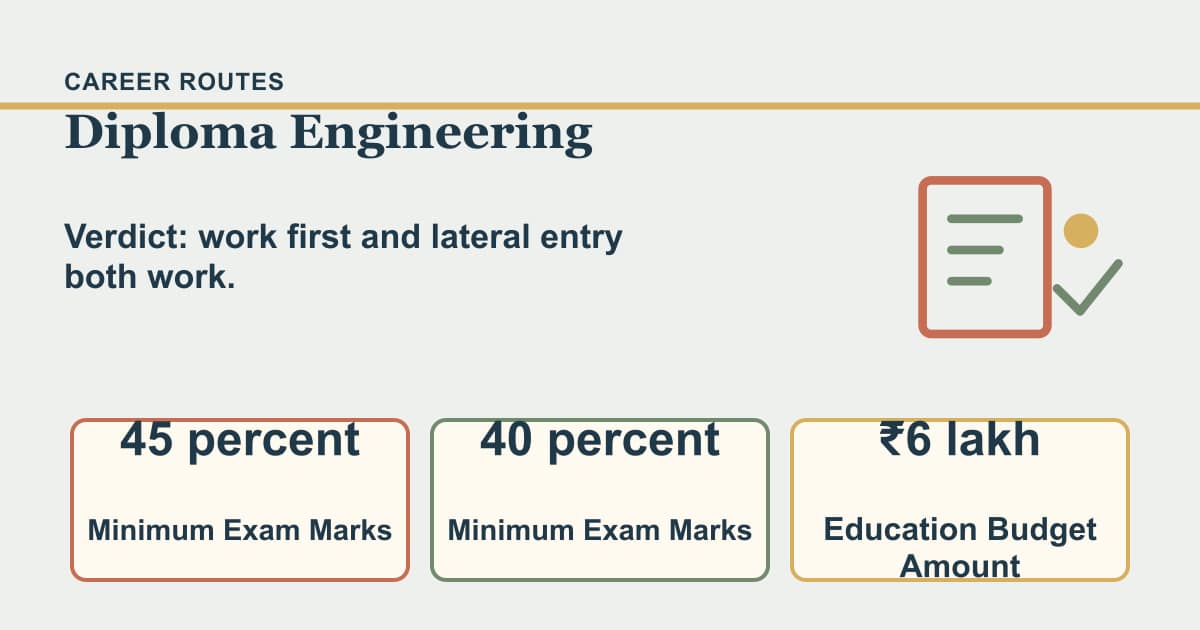 CAREER ROUTES
Diploma Engineering
Verdict: work first and lateral entry
both work.
45 percent
Minimum Exam Marks
40 percent
Minimum Exam Marks
₹6 lakh
Education Budget
Amount